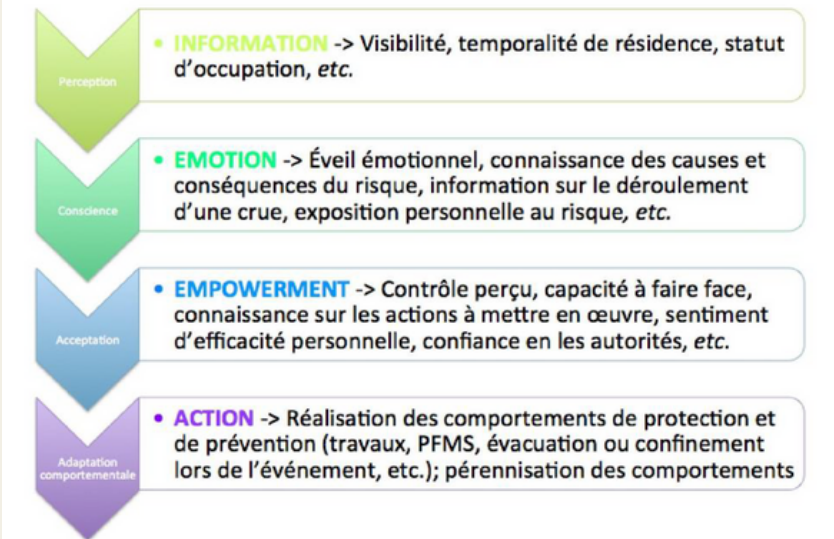 Perception
• INFORMATION -> Visibilité, temporalité de résidence, statut
d'occupation, etc.
Conscience
• EMOTION -> Éveil émotionnel, connaissance des causes et
conséquences du risque, information sur le déroulement
d'une crue, exposition personnelle au risque, etc.
Acceptation
• EMPOWERMENT -> Contrôle perçu, capacité à faire face,
connaissance sur les actions à mettre en œuvre, sentiment
d'efficacité personnelle, confiance en les autorités, etc.
Adaptation
comportementale
• ACTION -> Réalisation des comportements de protection et
de prévention (travaux, PFMS, évacuation ou confinement
lors de l'événement, etc.); pérennisation des comportements